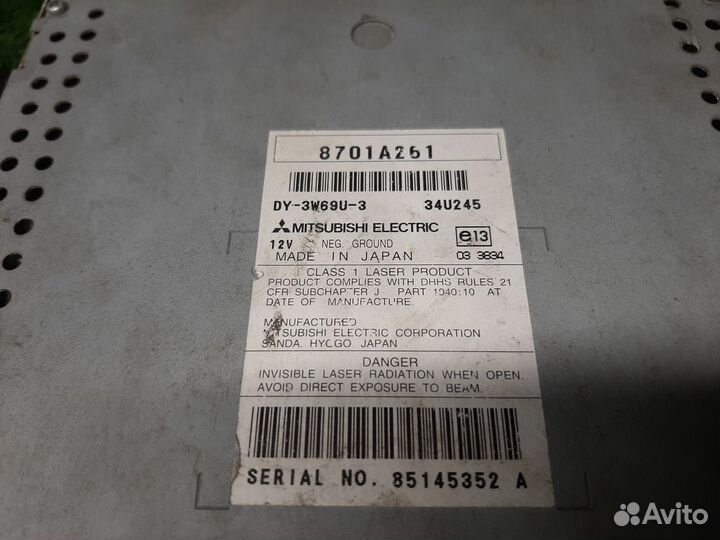 8701A261
DY-3W69U-3 34U245
MITSUBISHI ELECTRIC
12V NEG. GROUND e13
MADE IN JAPAN 03 3834
CLASS 1 LASER PRODUCT
PRODUCT COMPLIES WITH DHHS RULES 21
CFR SUBCHAPTER J PART 1040:10 AT
DATE OF MANUFACTURE.
MANUFACTURED
MITSUBISHI ELECTRIC CORPORATION
SANDA, HYOGO JAPAN
DANGER
INVISIBLE LASER RADIATION WHEN OPEN.
AVOID DIRECT EXPOSURE TO BEAM.
SERIAL NO. 85145352 A
Avito